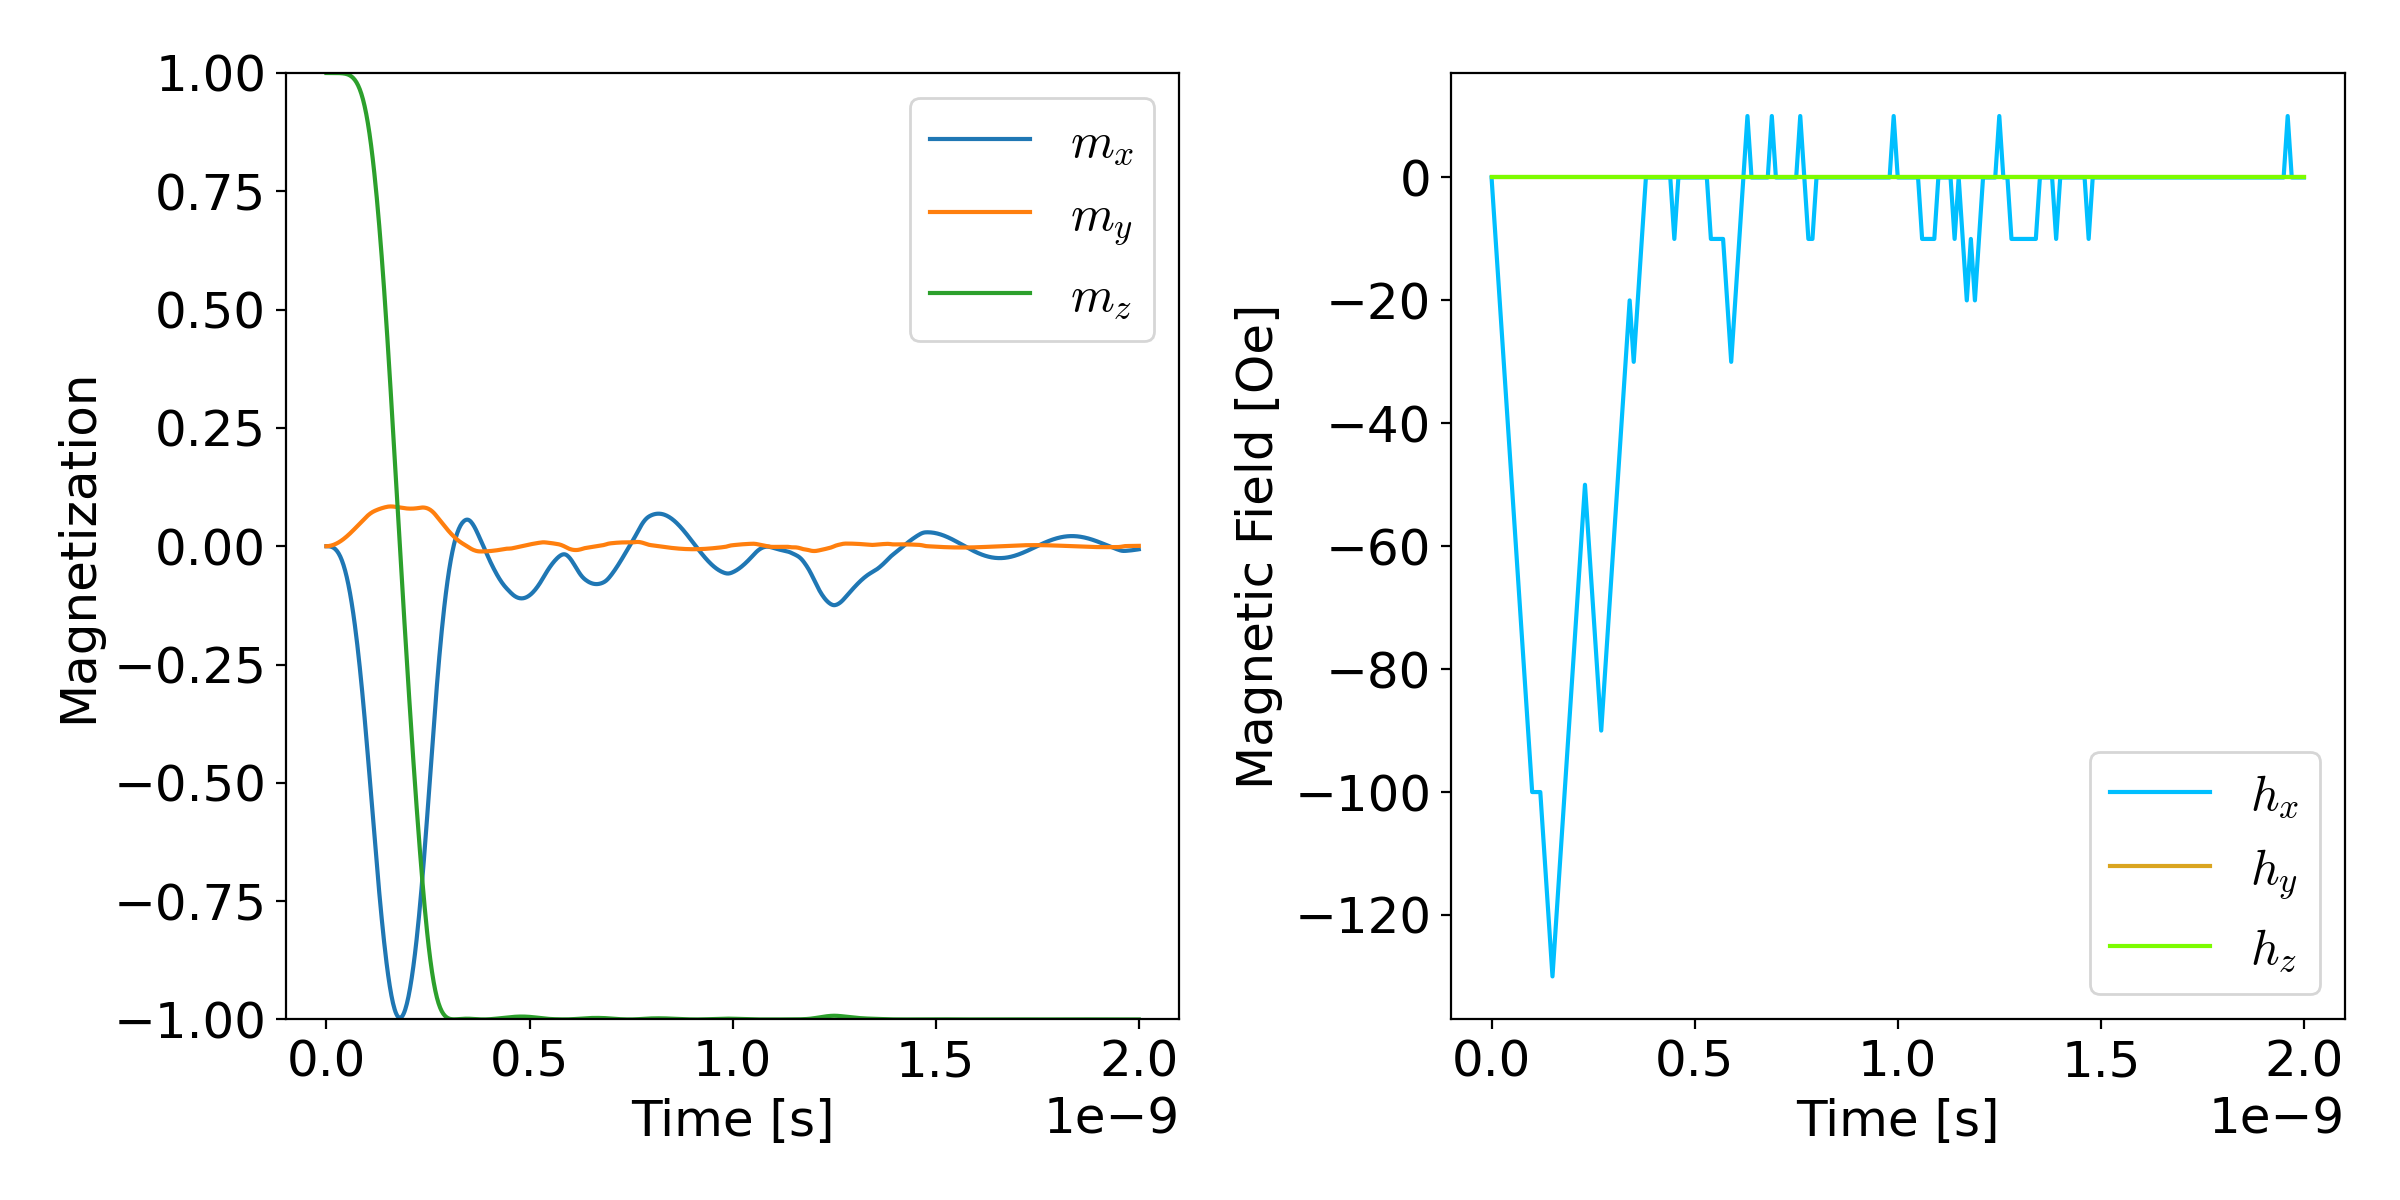 1.00
0.75
0.50
0.25
0.00
−0.25
−0.50
−0.75
−1.00
Magnetization
0.0 0.5 1.0 1.5 2.0
Time [s]
1e−9
m_x
m_y
m_z
0
−20
−40
−60
−80
−100
−120
Magnetic Field [Oe]
0.0 0.5 1.0 1.5 2.0
Time [s]
1e−9
h_x
h_y
h_z